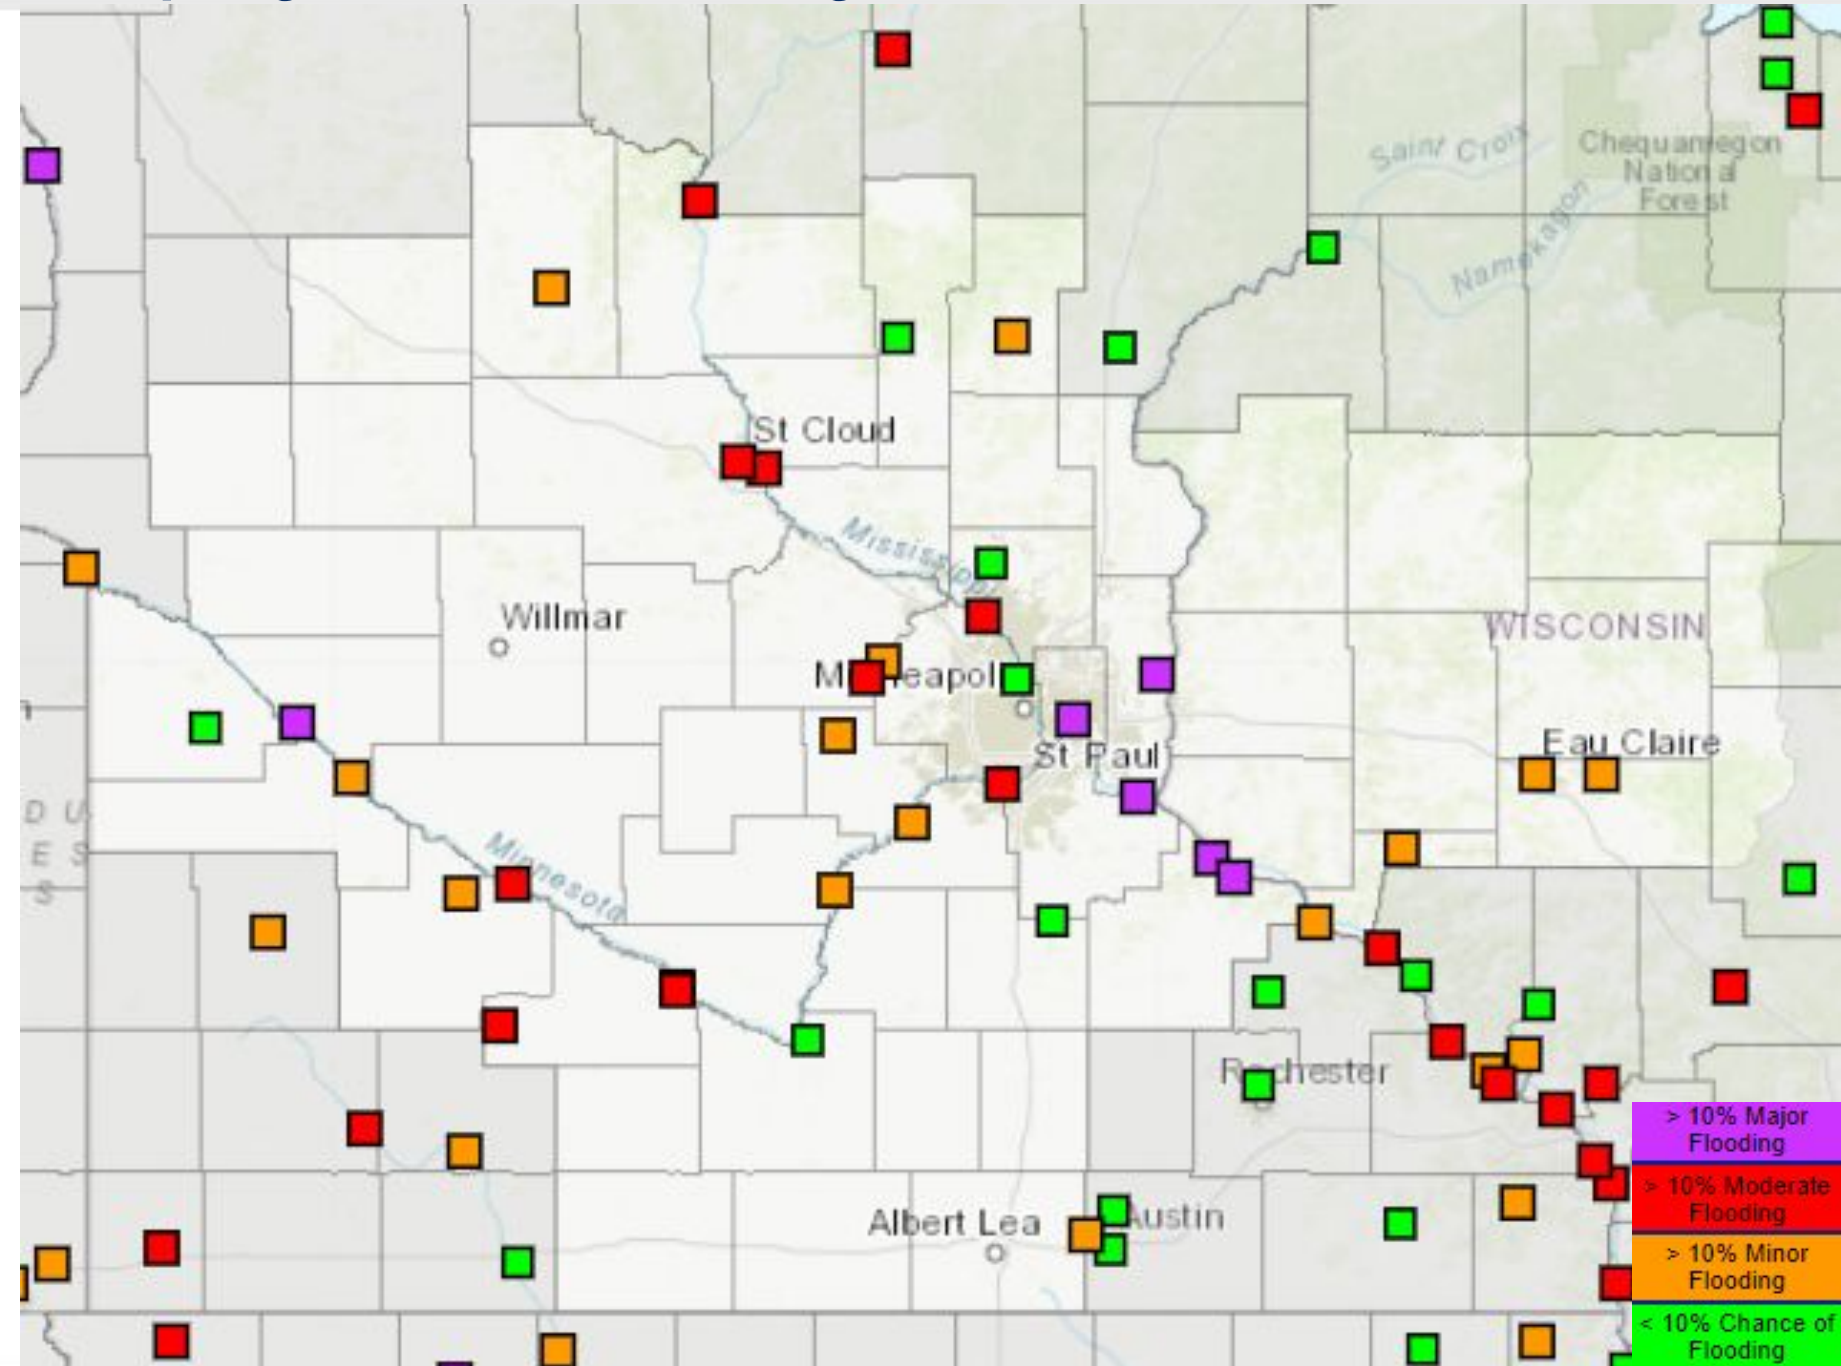 Saint Croix
Chequamegon
National
Forest
Namekagon
St Cloud
Mississippi
Willmar
WISCONSIN
St Paul
Eau Claire
D U
E S
S
Minnesota
Rochester
Albert Lea
Austin
> 10% Major
Flooding
> 10% Moderate
Flooding
> 10% Minor
Flooding
< 10% Chance of
Flooding